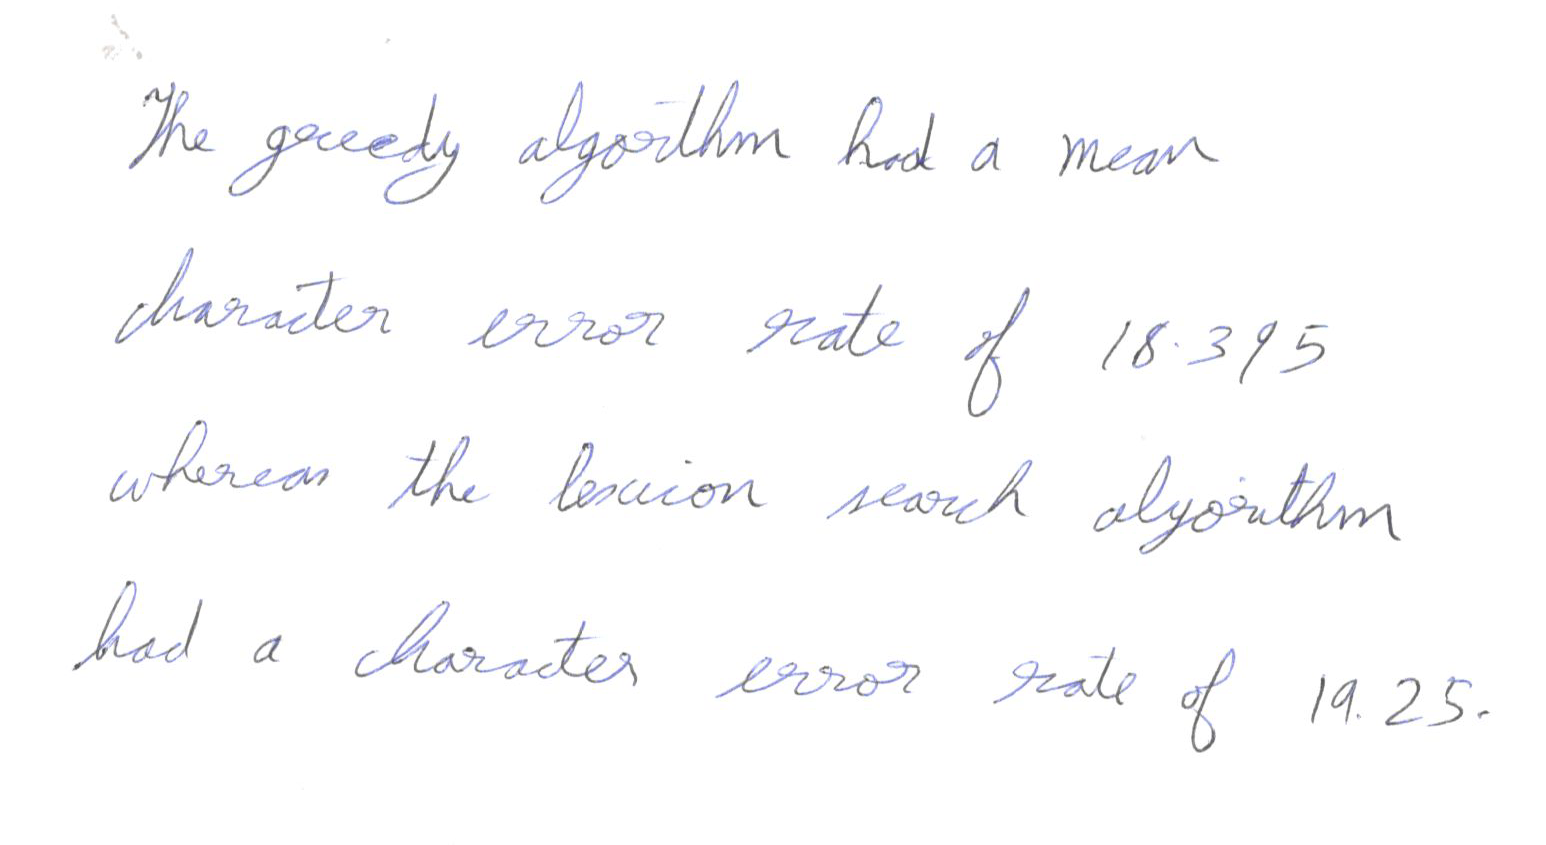 The greedy algorithm had a mean
character error rate of 18.395
whereas the lexicon search algorithm
had a character error rate of 19.25.